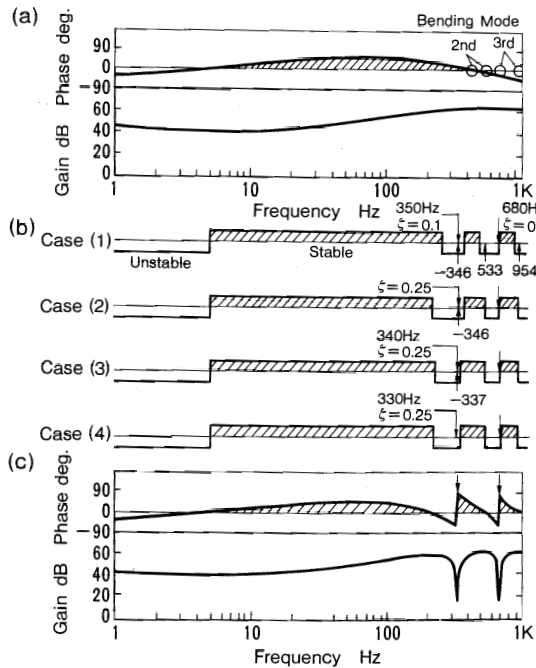 (a)
Bending Mode
2nd 3rd
Phase deg.
90
0
-90
Gain dB
60
40
20
0
1 10 100 1K
Frequency Hz
(b)
350Hz
ζ=0.1
680H
ζ=0
Case (1)
Unstable
Stable
-346 533 954
Case (2)
ζ=0.25
-346
Case (3)
340Hz
ζ=0.25
-337
Case (4)
330Hz
ζ=0.25
(c)
Phase deg.
90
0
-90
Gain dB
60
40
20
0
1 10 100 1K
Frequency Hz